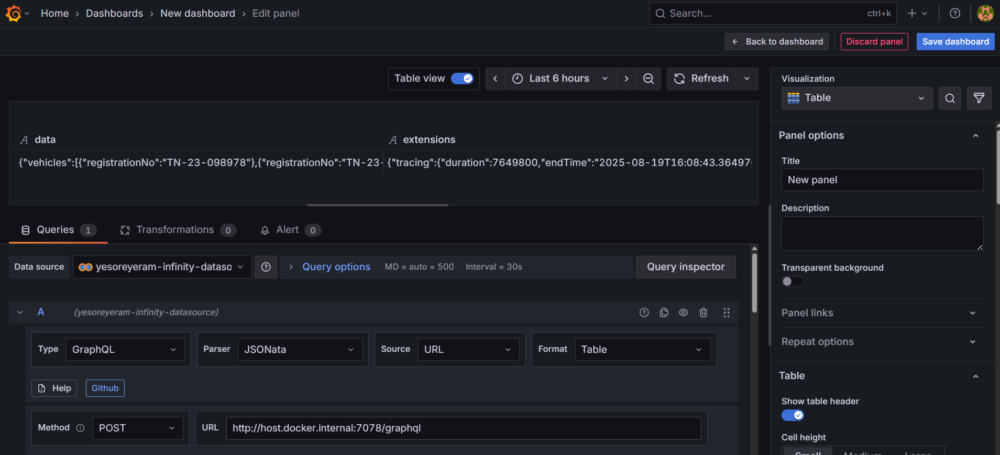 Home › Dashboards › New dashboard › Edit panel
Search... ctrl+k
Back to dashboard Discard panel Save dashboard
Table view Last 6 hours Refresh
Visualization
Table
data extensions
{"vehicles":[{"registrationNo":"TN-23-098978"},{"registrationNo":"TN-23- {"tracing":{"duration":7649800,"endTime":"2025-08-19T16:08:43.36497
Panel options
Title
New panel
Description
Queries 1 Transformations 0 Alert 0
Data source yesoreyeram-infinity-dataso Query options MD = auto = 500 Interval = 30s Query inspector
Transparent background
A (yesoreyeram-infinity-datasource)
Panel links
Type GraphQL Parser JSONata Source URL Format Table
Repeat options
Help Github
Table
Show table header
Method POST URL http://host.docker.internal:7078/graphql
Cell height
Small Medium Large